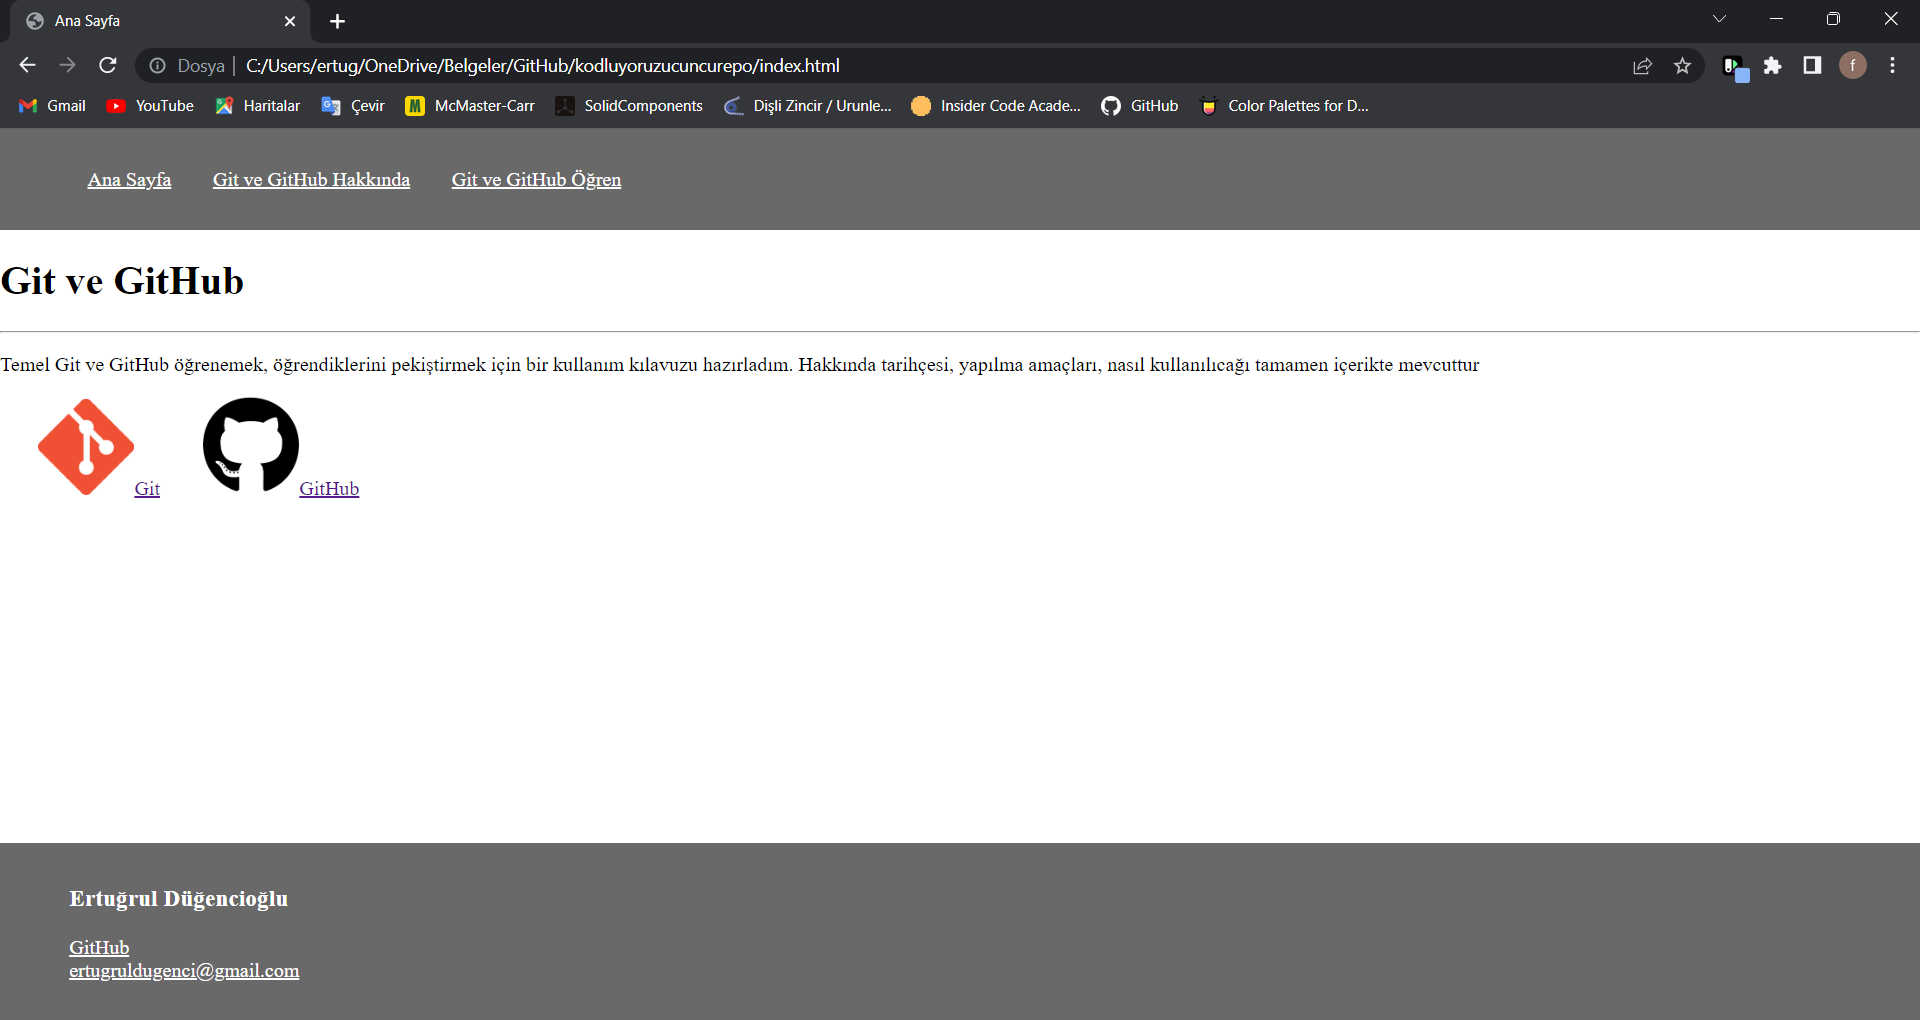 Ana Sayfa
Dosya | C:/Users/ertug/OneDrive/Belgeler/GitHub/kodluyoruzucuncurepo/index.html
f
Gmail YouTube Haritalar Çevir McMaster-Carr SolidComponents Dişli Zincir / Urunle... Insider Code Acade... GitHub Color Palettes for D...
Ana Sayfa Git ve GitHub Hakkında Git ve GitHub Öğren
Git ve GitHub
Temel Git ve GitHub öğrenemek, öğrendiklerini pekiştirmek için bir kullanım kılavuzu hazırladım. Hakkında tarihçesi, yapılma amaçları, nasıl kullanılıcağı tamamen içerikte mevcuttur
Git GitHub
Ertuğrul Düğencioğlu
GitHub
ertugruldugenci@gmail.com